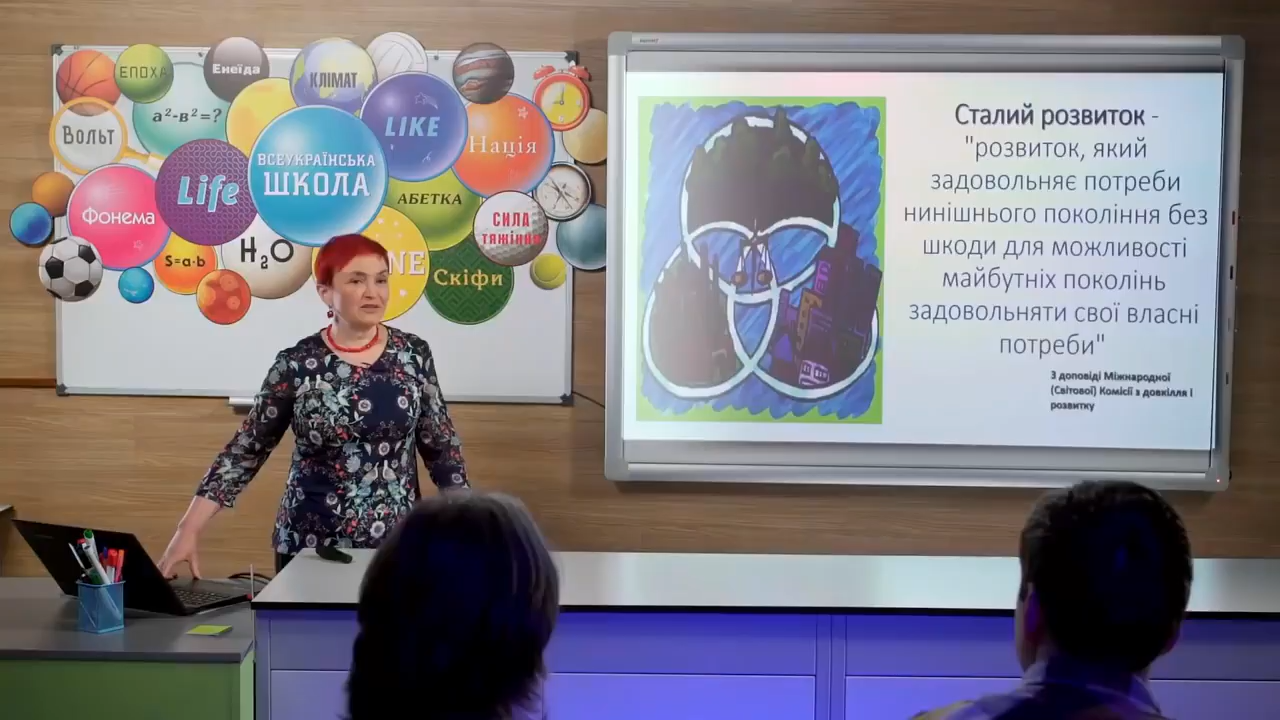 ЕПОХА
Енеїда
КЛІМАТ
Вольт
a²-в²=?
LIKE
Нація
ВСЕУКРАЇНСЬКА
ШКОЛА
Life
АБЕТКА
Фонема
СИЛА
ТЯЖІННЯ
S=a·b
H₂O
NE
Скіфи
Сталий розвиток -
"розвиток, який
задовольняє потреби
нинішнього покоління без
шкоди для можливості
майбутніх поколінь
задовольняти свої власні
потреби"
З доповіді Міжнародної
(Світової) Комісії з довкілля і
розвитку